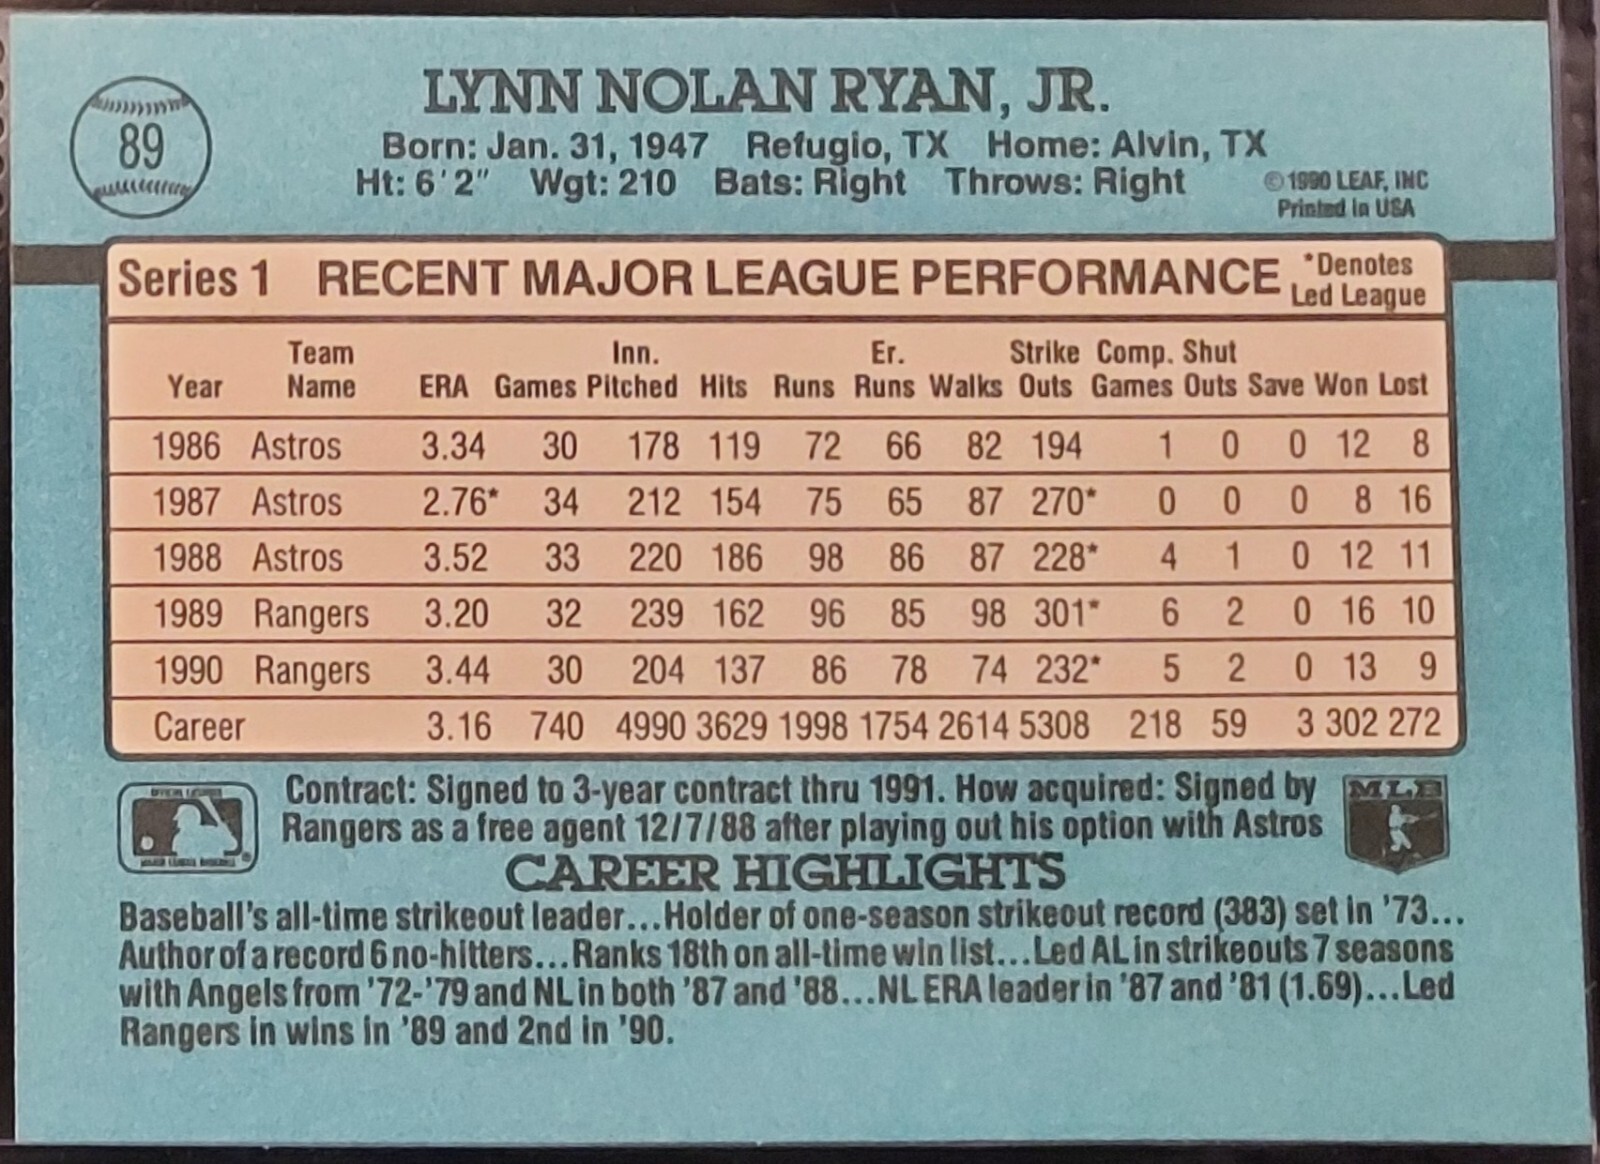 89
LYNN NOLAN RYAN, JR.
Born: Jan. 31, 1947 Refugio, TX Home: Alvin, TX
Ht: 6'2" Wgt: 210 Bats: Right Throws: Right
©1990 LEAF, INC
Printed in USA
Series 1 RECENT MAJOR LEAGUE PERFORMANCE
*Denotes
Led League
Team Inn. Er. Strike Comp. Shut
Year Name ERA Games Pitched Hits Runs Runs Walks Outs Games Outs Save Won Lost
1986 Astros 3.34 30 178 119 72 66 82 194 1 0 0 12 8
1987 Astros 2.76* 34 212 154 75 65 87 270* 0 0 0 8 16
1988 Astros 3.52 33 220 186 98 86 87 228* 4 1 0 12 11
1989 Rangers 3.20 32 239 162 96 85 98 301* 6 2 0 16 10
1990 Rangers 3.44 30 204 137 86 78 74 232* 5 2 0 13 9
Career 3.16 740 4990 3629 1998 1754 2614 5308 218 59 3 302 272
Contract: Signed to 3-year contract thru 1991. How acquired: Signed by
Rangers as a free agent 12/7/88 after playing out his option with Astros
MLB
CAREER HIGHLIGHTS
Baseball's all-time strikeout leader...Holder of one-season strikeout record (383) set in '73...
Author of a record 6 no-hitters...Ranks 18th on all-time win list...Led AL in strikeouts 7 seasons
with Angels from '72-'79 and NL in both '87 and '88...NL ERA leader in '87 and '81 (1.69)...Led
Rangers in wins in '89 and 2nd in '90.